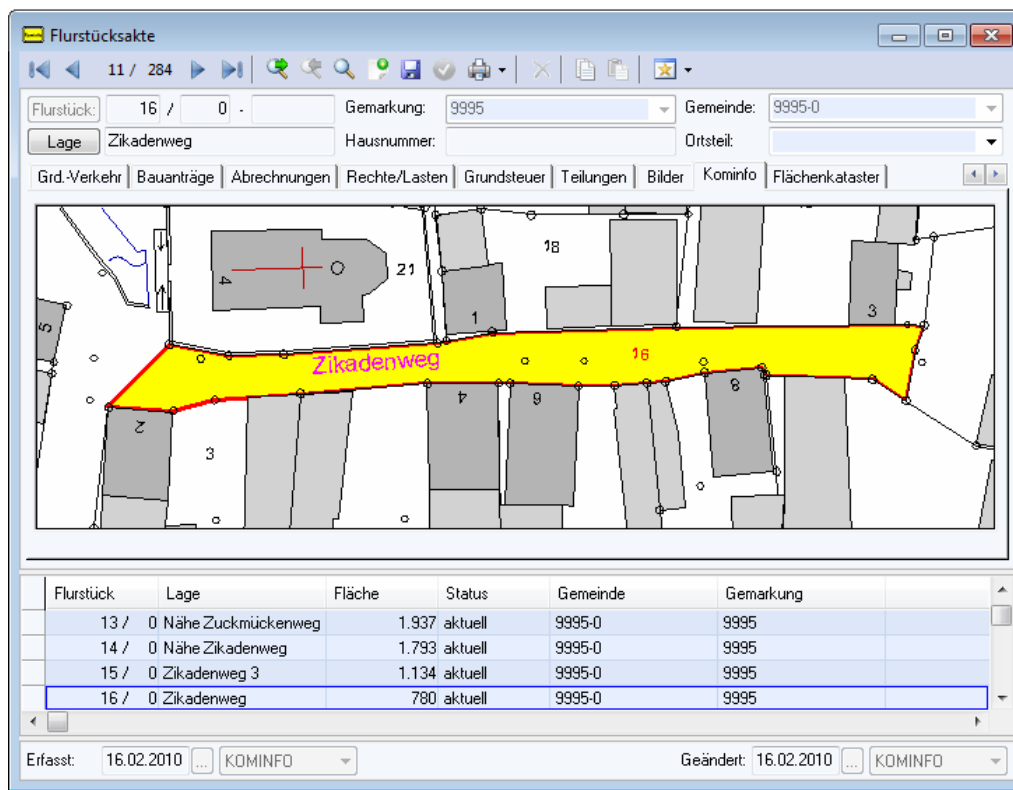 Flurstücksakte
11 / 284
Flurstück: 16 / 0 - Gemarkung: 9995 Gemeinde: 9995-0
Lage Zikadenweg Hausnummer: Ortsteil:
Grd.-Verkehr Bauanträge Abrechnungen Rechte/Lasten Grundsteuer Teilungen Bilder Kominfo Flächenkataster
18
4 21
1 3
5
Zikadenweg 16
2 4 6 8
3
Flurstück Lage Fläche Status Gemeinde Gemarkung
13 / 0 Nähe Zuckmückenweg 1.937 aktuell 9995-0 9995
14 / 0 Nähe Zikadenweg 1.793 aktuell 9995-0 9995
15 / 0 Zikadenweg 3 1.134 aktuell 9995-0 9995
16 / 0 Zikadenweg 780 aktuell 9995-0 9995
Erfasst: 16.02.2010 ... KOMINFO Geändert: 16.02.2010 ... KOMINFO